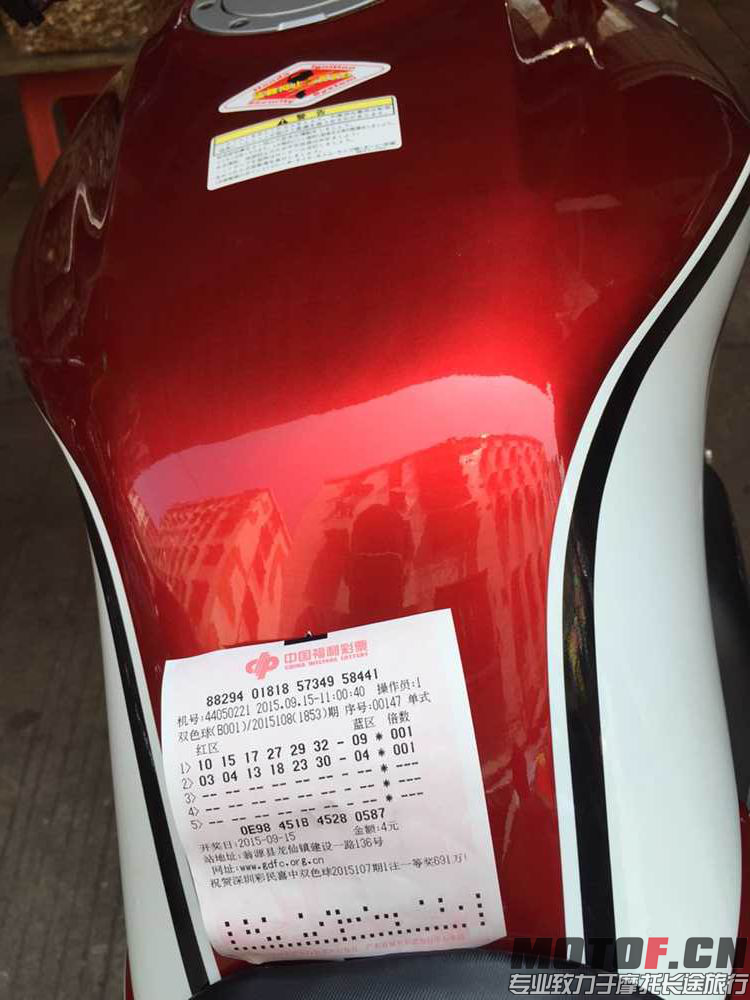 Honda Ignition
Security System
警告
中国福利彩票
CHINA WELFARE LOTTERY
88294 01818 57349 58441
机号:44050221 2015.09.15-11:00:40 操作员:1
双色球(B001)/2015108(1853)期 序号:00147 单式
红区 蓝区 倍数
1> 10 15 17 27 29 32 - 09 * 001
2> 03 04 13 18 23 30 - 04 * 001
3> -- -- -- -- -- -- - -- * ---
4> -- -- -- -- -- -- - -- * ---
5> -- -- -- -- -- -- - -- * ---
0E98 451B 4528 0587
开奖日:2015-09-15 金额:4元
站地址:翁源县龙仙镇建设一路136号
网址:www.gdfc.org.cn
祝贺深圳彩民喜中双色球2015107期1注一等奖691万!
MOTOF.CN
专业致力于摩托长途旅行